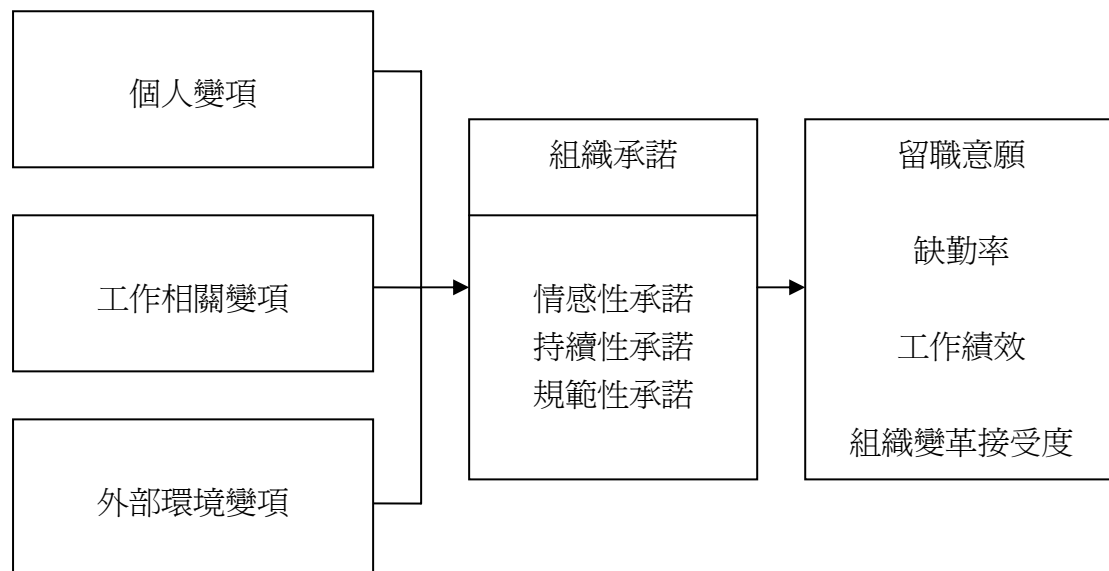 個人變項
工作相關變項
外部環境變項
組織承諾
情感性承諾
持續性承諾
規範性承諾
留職意願
缺勤率
工作績效
組織變革接受度